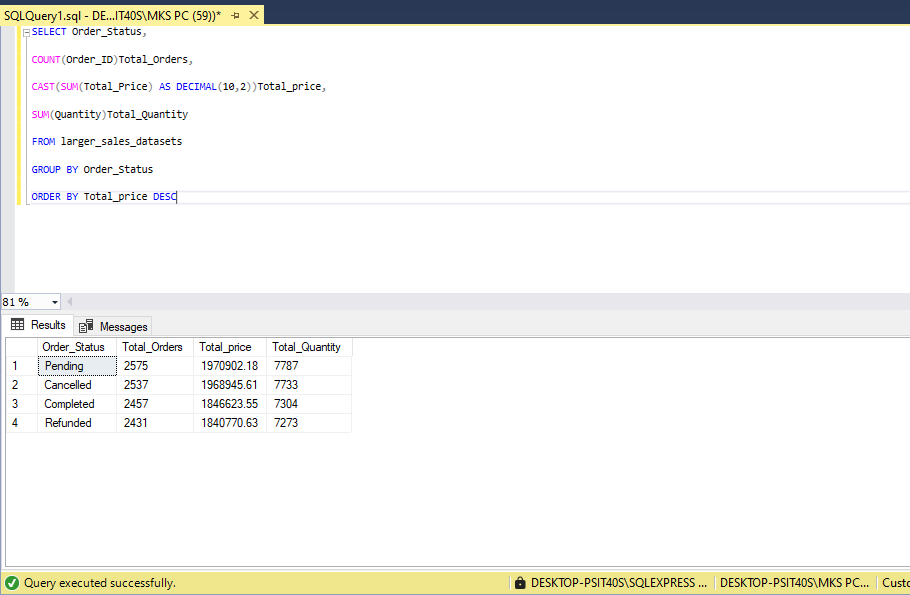 SQLQuery1.sql - DE...IT40S\MKS PC (59))*
SELECT Order_Status,
COUNT(Order_ID)Total_Orders,
CAST(SUM(Total_Price) AS DECIMAL(10,2))Total_price,
SUM(Quantity)Total_Quantity
FROM larger_sales_datasets
GROUP BY Order_Status
ORDER BY Total_price DESC
81 %
Results Messages
Order_Status Total_Orders Total_price Total_Quantity
1 Pending 2575 1970902.18 7787
2 Cancelled 2537 1968945.61 7733
3 Completed 2457 1846623.55 7304
4 Refunded 2431 1840770.63 7273
Query executed successfully. DESKTOP-PSIT40S\SQLEXPRESS ... DESKTOP-PSIT40S\MKS PC... Custo